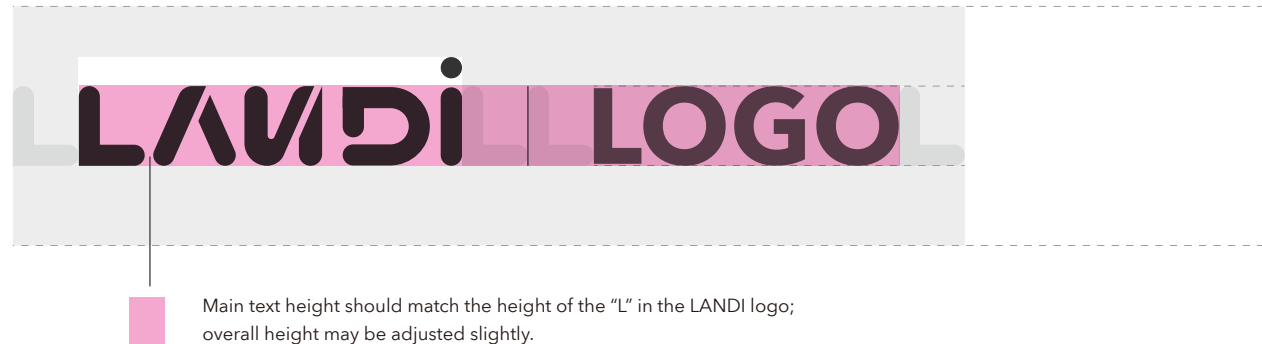 LANDi LOGO
Main text height should match the height of the “L” in the LANDI logo;
overall height may be adjusted slightly.